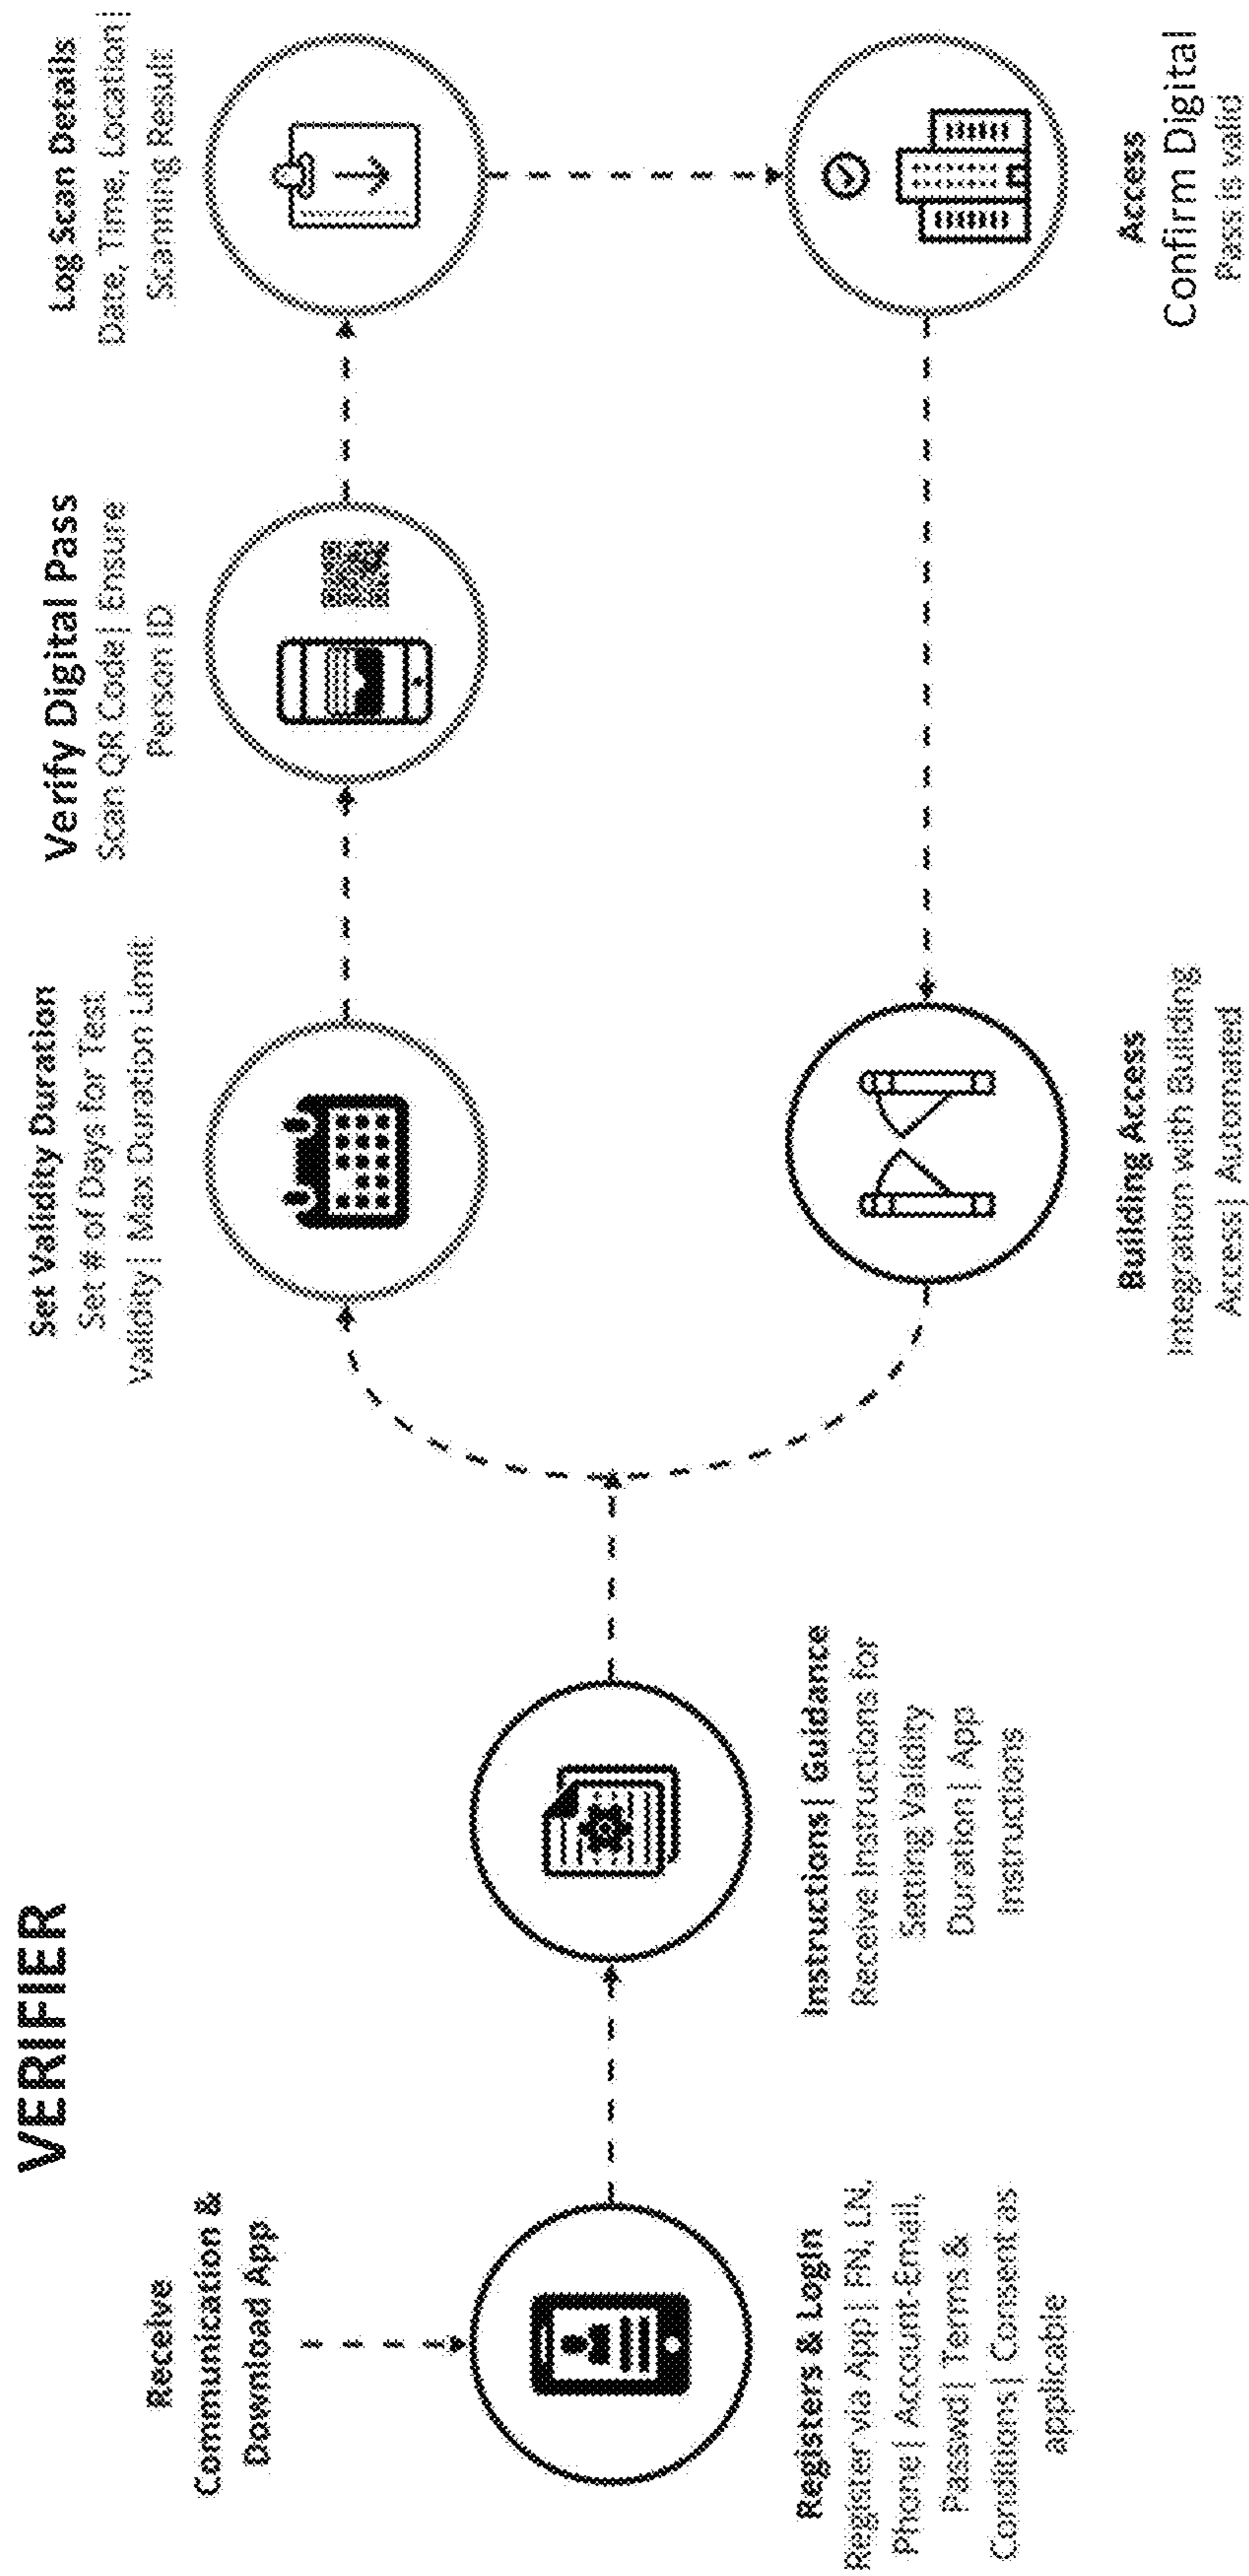 VERIFIER
Receive
Communication &
Download App
Registers & Login
Register via App| FN, LN,
Phone| Account-Email,
Passwd| Terms &
Conditions| Consent as
applicable
Instructions| Guidance
Receive Instructions for
Setting Validity
Duration| App
Instructions
Set Validity Duration
Set # of Days for Test
Validity| Max Duration Limit
Verify Digital Pass
Scan QR Code| Ensure
Person ID
Log Scan Details
Date, Time, Location|
Scanning Result
Access
Confirm Digital
Pass is valid
Building Access
Integration with Building
Access| Automated